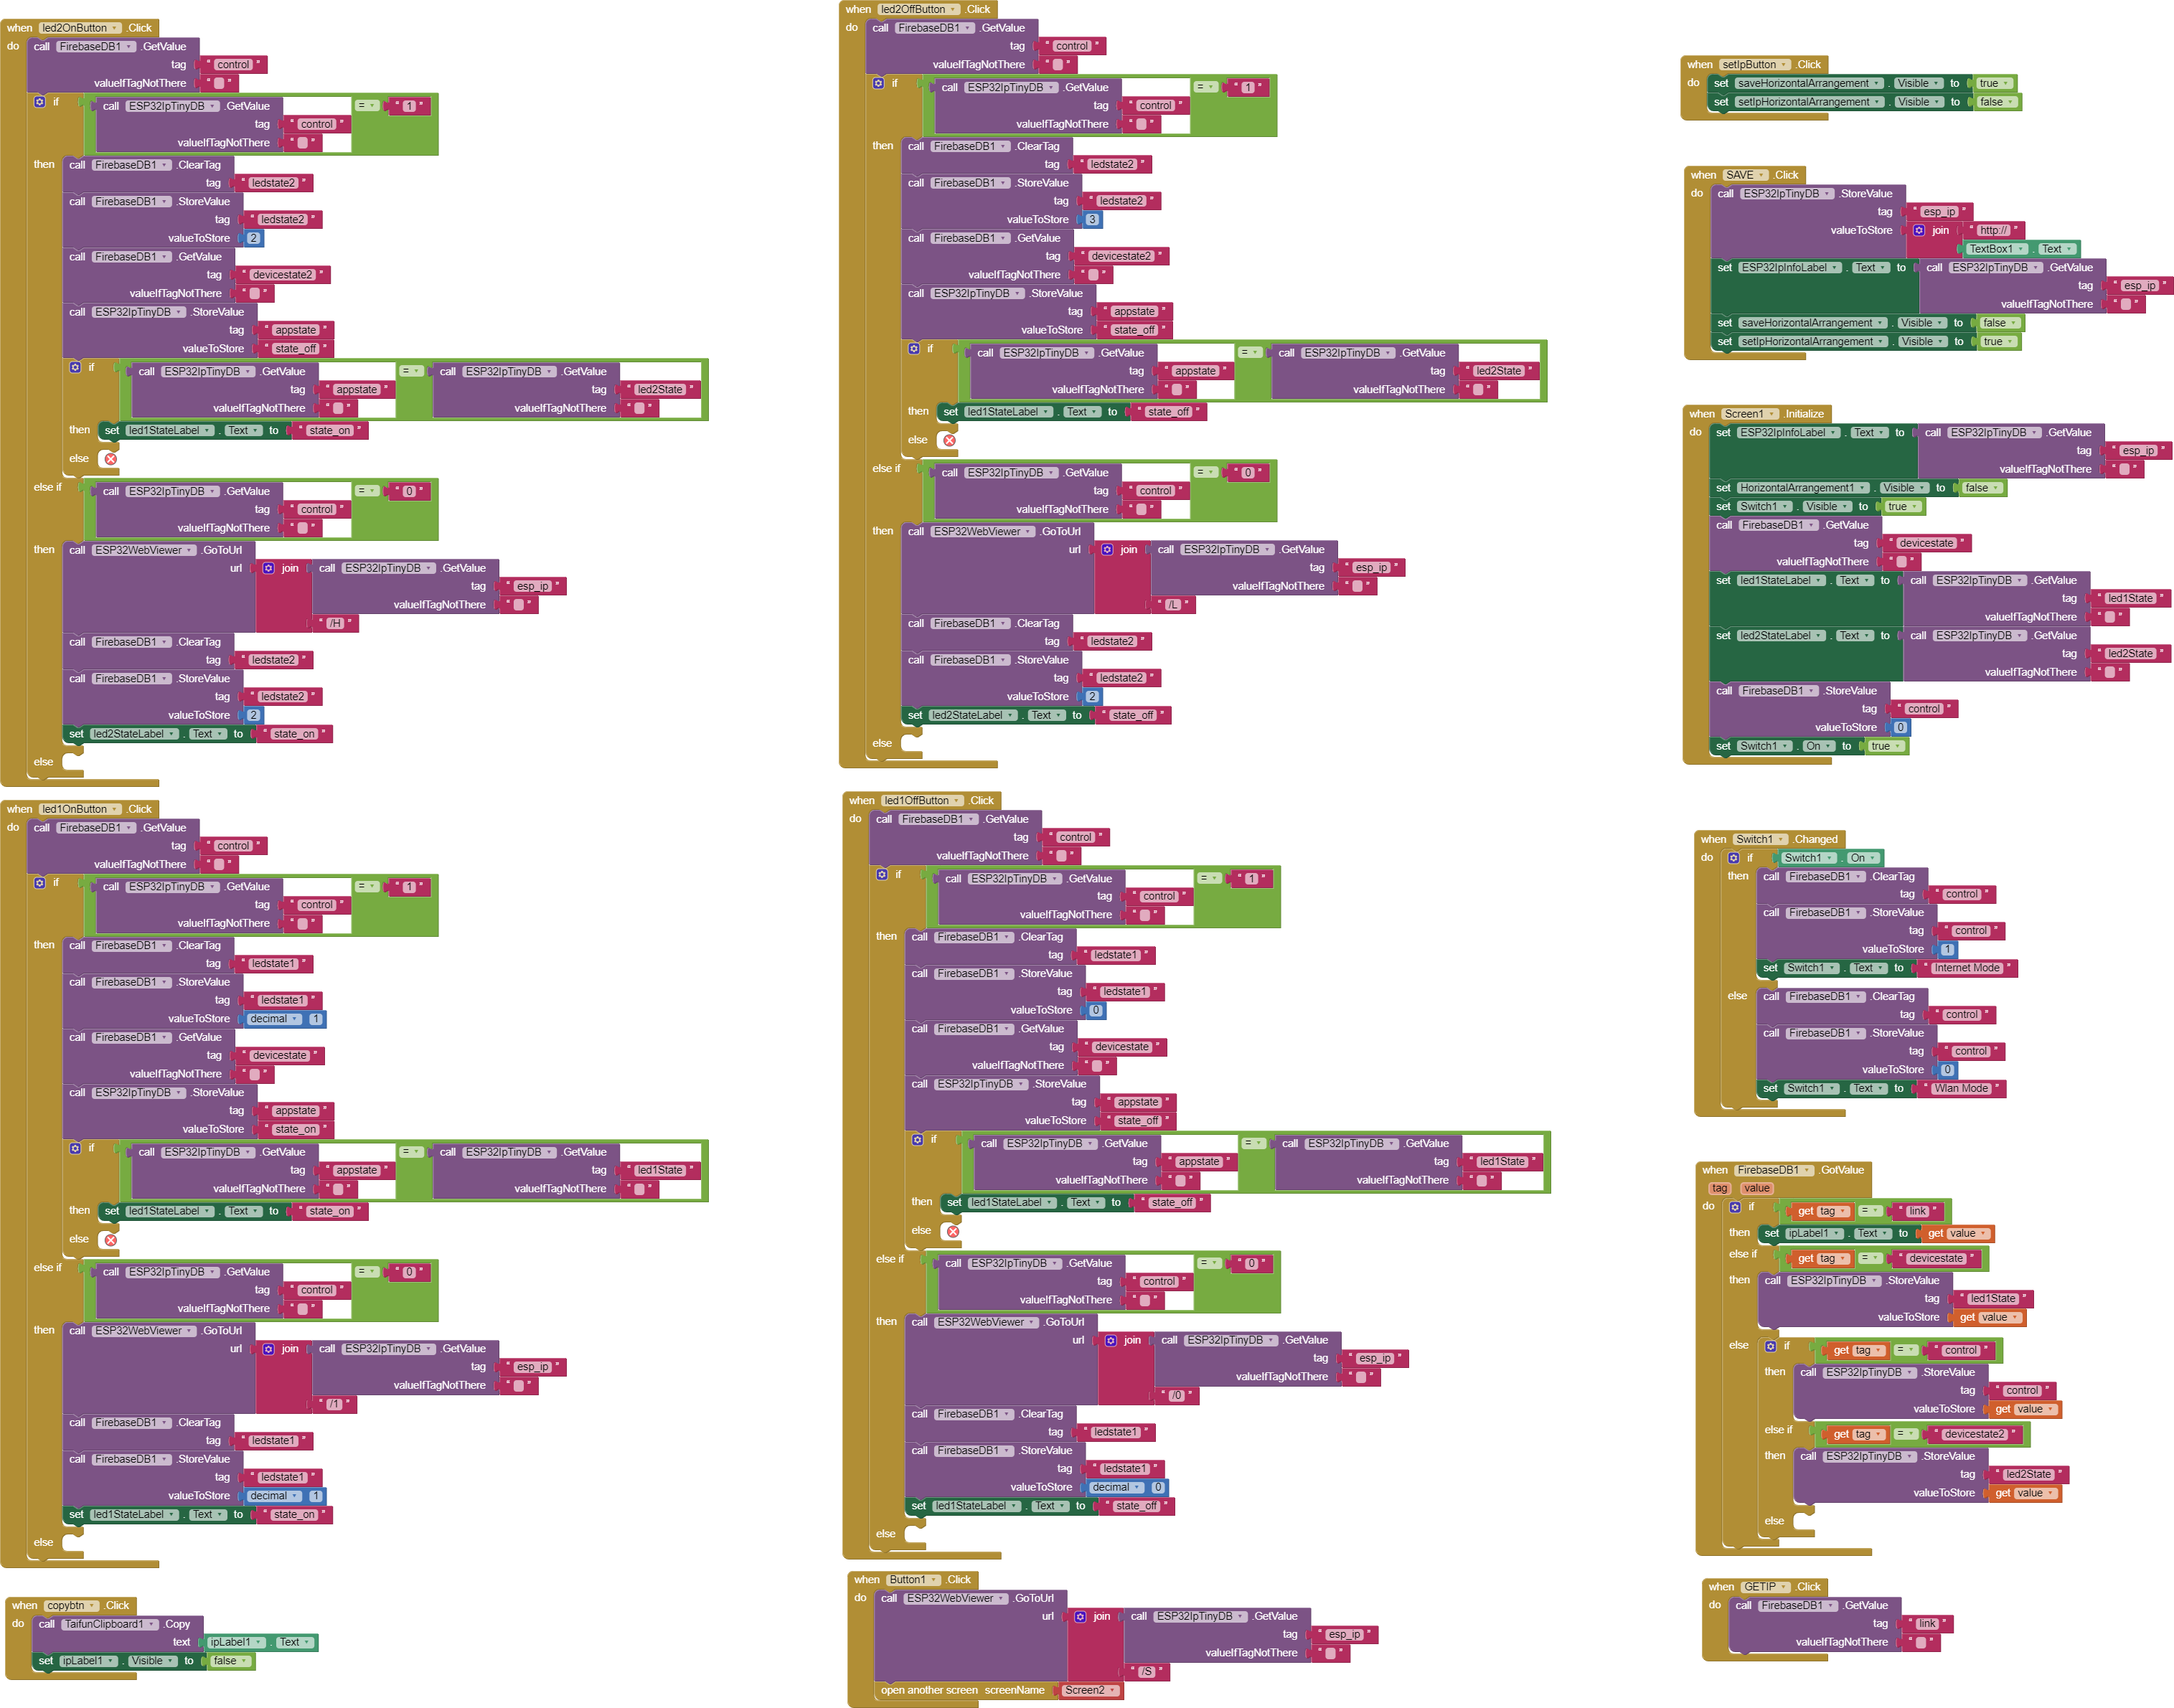 when led2OnButton .Click
do call FirebaseDB1 .GetValue
tag " control "
valueIfTagNotThere " "
if call ESP32IpTinyDB .GetValue = " 1 "
tag " control "
valueIfTagNotThere " "
then call FirebaseDB1 .ClearTag
tag " ledstate2 "
call FirebaseDB1 .StoreValue
tag " ledstate2 "
valueToStore 2
call FirebaseDB1 .GetValue
tag " devicestate2 "
valueIfTagNotThere " "
call ESP32IpTinyDB .StoreValue
tag " appstate "
valueToStore " state_off "
if call ESP32IpTinyDB .GetValue = call ESP32IpTinyDB .GetValue
tag " appstate " tag " led2State "
valueIfTagNotThere " " valueIfTagNotThere " "
then set led1StateLabel . Text to " state_on "
else
else if call ESP32IpTinyDB .GetValue = " 0 "
tag " control "
valueIfTagNotThere " "
then call ESP32WebViewer .GoToUrl
url join call ESP32IpTinyDB .GetValue
tag " esp_ip "
valueIfTagNotThere " "
" /H "
call FirebaseDB1 .ClearTag
tag " ledstate2 "
call FirebaseDB1 .StoreValue
tag " ledstate2 "
valueToStore 2
set led2StateLabel . Text to " state_on "
else
when led1OnButton .Click
do call FirebaseDB1 .GetValue
tag " control "
valueIfTagNotThere " "
if call ESP32IpTinyDB .GetValue = " 1 "
tag " control "
valueIfTagNotThere " "
then call FirebaseDB1 .ClearTag
tag " ledstate1 "
call FirebaseDB1 .StoreValue
tag " ledstate1 "
valueToStore decimal 1
call FirebaseDB1 .GetValue
tag " devicestate "
valueIfTagNotThere " "
call ESP32IpTinyDB .StoreValue
tag " appstate "
valueToStore " state_on "
if call ESP32IpTinyDB .GetValue = call ESP32IpTinyDB .GetValue
tag " appstate " tag " led1State "
valueIfTagNotThere " " valueIfTagNotThere " "
then set led1StateLabel . Text to " state_on "
else
else if call ESP32IpTinyDB .GetValue = " 0 "
tag " control "
valueIfTagNotThere " "
then call ESP32WebViewer .GoToUrl
url join call ESP32IpTinyDB .GetValue
tag " esp_ip "
valueIfTagNotThere " "
" /1 "
call FirebaseDB1 .ClearTag
tag " ledstate1 "
call FirebaseDB1 .StoreValue
tag " ledstate1 "
valueToStore decimal 1
set led1StateLabel . Text to " state_on "
else
when copybtn .Click
do call TaifunClipboard1 .Copy
text ipLabel1 . Text
set ipLabel1 . Visible to false
when led2OffButton .Click
do call FirebaseDB1 .GetValue
tag " control "
valueIfTagNotThere " "
if call ESP32IpTinyDB .GetValue = " 1 "
tag " control "
valueIfTagNotThere " "
then call FirebaseDB1 .ClearTag
tag " ledstate2 "
call FirebaseDB1 .StoreValue
tag " ledstate2 "
valueToStore 3
call FirebaseDB1 .GetValue
tag " devicestate2 "
valueIfTagNotThere " "
call ESP32IpTinyDB .StoreValue
tag " appstate "
valueToStore " state_off "
if call ESP32IpTinyDB .GetValue = call ESP32IpTinyDB .GetValue
tag " appstate " tag " led2State "
valueIfTagNotThere " " valueIfTagNotThere " "
then set led1StateLabel . Text to " state_off "
else
else if call ESP32IpTinyDB .GetValue = " 0 "
tag " control "
valueIfTagNotThere " "
then call ESP32WebViewer .GoToUrl
url join call ESP32IpTinyDB .GetValue
tag " esp_ip "
valueIfTagNotThere " "
" /L "
call FirebaseDB1 .ClearTag
tag " ledstate2 "
call FirebaseDB1 .StoreValue
tag " ledstate2 "
valueToStore 2
set led2StateLabel . Text to " state_off "
else
when led1OffButton .Click
do call FirebaseDB1 .GetValue
tag " control "
valueIfTagNotThere " "
if call ESP32IpTinyDB .GetValue = " 1 "
tag " control "
valueIfTagNotThere " "
then call FirebaseDB1 .ClearTag
tag " ledstate1 "
call FirebaseDB1 .StoreValue
tag " ledstate1 "
valueToStore 0
call FirebaseDB1 .GetValue
tag " devicestate "
valueIfTagNotThere " "
call ESP32IpTinyDB .StoreValue
tag " appstate "
valueToStore " state_off "
if call ESP32IpTinyDB .GetValue = call ESP32IpTinyDB .GetValue
tag " appstate " tag " led1State "
valueIfTagNotThere " " valueIfTagNotThere " "
then set led1StateLabel . Text to " state_off "
else
else if call ESP32IpTinyDB .GetValue = " 0 "
tag " control "
valueIfTagNotThere " "
then call ESP32WebViewer .GoToUrl
url join call ESP32IpTinyDB .GetValue
tag " esp_ip "
valueIfTagNotThere " "
" /0 "
call FirebaseDB1 .ClearTag
tag " ledstate1 "
call FirebaseDB1 .StoreValue
tag " ledstate1 "
valueToStore decimal 0
set led1StateLabel . Text to " state_off "
else
when Button1 .Click
do call ESP32WebViewer .GoToUrl
url join call ESP32IpTinyDB .GetValue
tag " esp_ip "
valueIfTagNotThere " "
" /S "
open another screen screenName Screen2
when setIpButton .Click
do set saveHorizontalArrangement . Visible to true
set setIpHorizontalArrangement . Visible to false
when SAVE .Click
do call ESP32IpTinyDB .StoreValue
tag " esp_ip "
valueToStore join " http:// "
TextBox1 . Text
set ESP32IpInfoLabel . Text to call ESP32IpTinyDB .GetValue
tag " esp_ip "
valueIfTagNotThere " "
set saveHorizontalArrangement . Visible to false
set setIpHorizontalArrangement . Visible to true
when Screen1 .Initialize
do set ESP32IpInfoLabel . Text to call ESP32IpTinyDB .GetValue
tag " esp_ip "
valueIfTagNotThere " "
set HorizontalArrangement1 . Visible to false
set Switch1 . Visible to true
call FirebaseDB1 .GetValue
tag " devicestate "
valueIfTagNotThere " "
set led1StateLabel . Text to call ESP32IpTinyDB .GetValue
tag " led1State "
valueIfTagNotThere " "
set led2StateLabel . Text to call ESP32IpTinyDB .GetValue
tag " led2State "
valueIfTagNotThere " "
call FirebaseDB1 .StoreValue
tag " control "
valueToStore 0
set Switch1 . On to true
when Switch1 .Changed
do if Switch1 . On
then call FirebaseDB1 .ClearTag
tag " control "
call FirebaseDB1 .StoreValue
tag " control "
valueToStore 1
set Switch1 . Text to " Internet Mode "
else call FirebaseDB1 .ClearTag
tag " control "
call FirebaseDB1 .StoreValue
tag " control "
valueToStore 0
set Switch1 . Text to " Wlan Mode "
when FirebaseDB1 .GotValue
tag value
do if get tag = " link "
then set ipLabel1 . Text to get value
else if get tag = " devicestate "
then call ESP32IpTinyDB .StoreValue
tag " led1State "
valueToStore get value
else if get tag = " control "
then call ESP32IpTinyDB .StoreValue
tag " control "
valueToStore get value
else if get tag = " devicestate2 "
then call ESP32IpTinyDB .StoreValue
tag " led2State "
valueToStore get value
else
when GETIP .Click
do call FirebaseDB1 .GetValue
tag " link "
valueIfTagNotThere " "